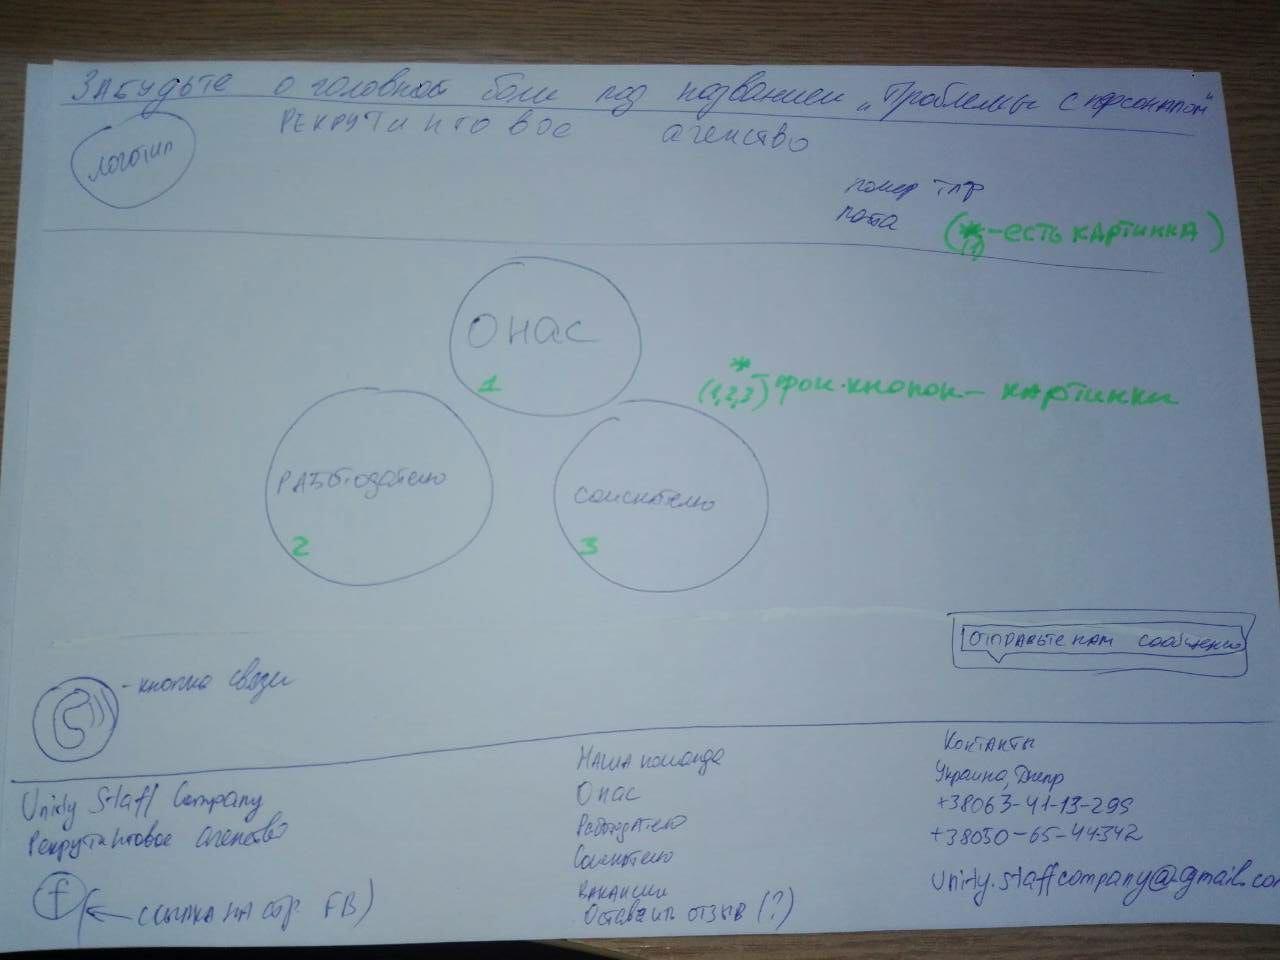 Забудьте о головной боли под названием „Проблемы с персоналом"
Рекрутинговое агенство
логотип
номер тлф
почта
(* - есть картинка)
(1)
О нас
1
*
(1,2,3) - фон кнопок - картинки
Работодателю
2
Соискателю
3
Отправьте нам сообщение
- кнопка связи
Unity Staff Company
Рекрутинговое агенство
f
← ссылка на стр. FB)
Наша команда
О нас
Работодателю
Соискателю
Вакансии
Оставить отзыв (?)
Контакты
Украина, Днепр
+38063-41-13-295
+38050-65-44342
Unity.staffcompany@gmail.com